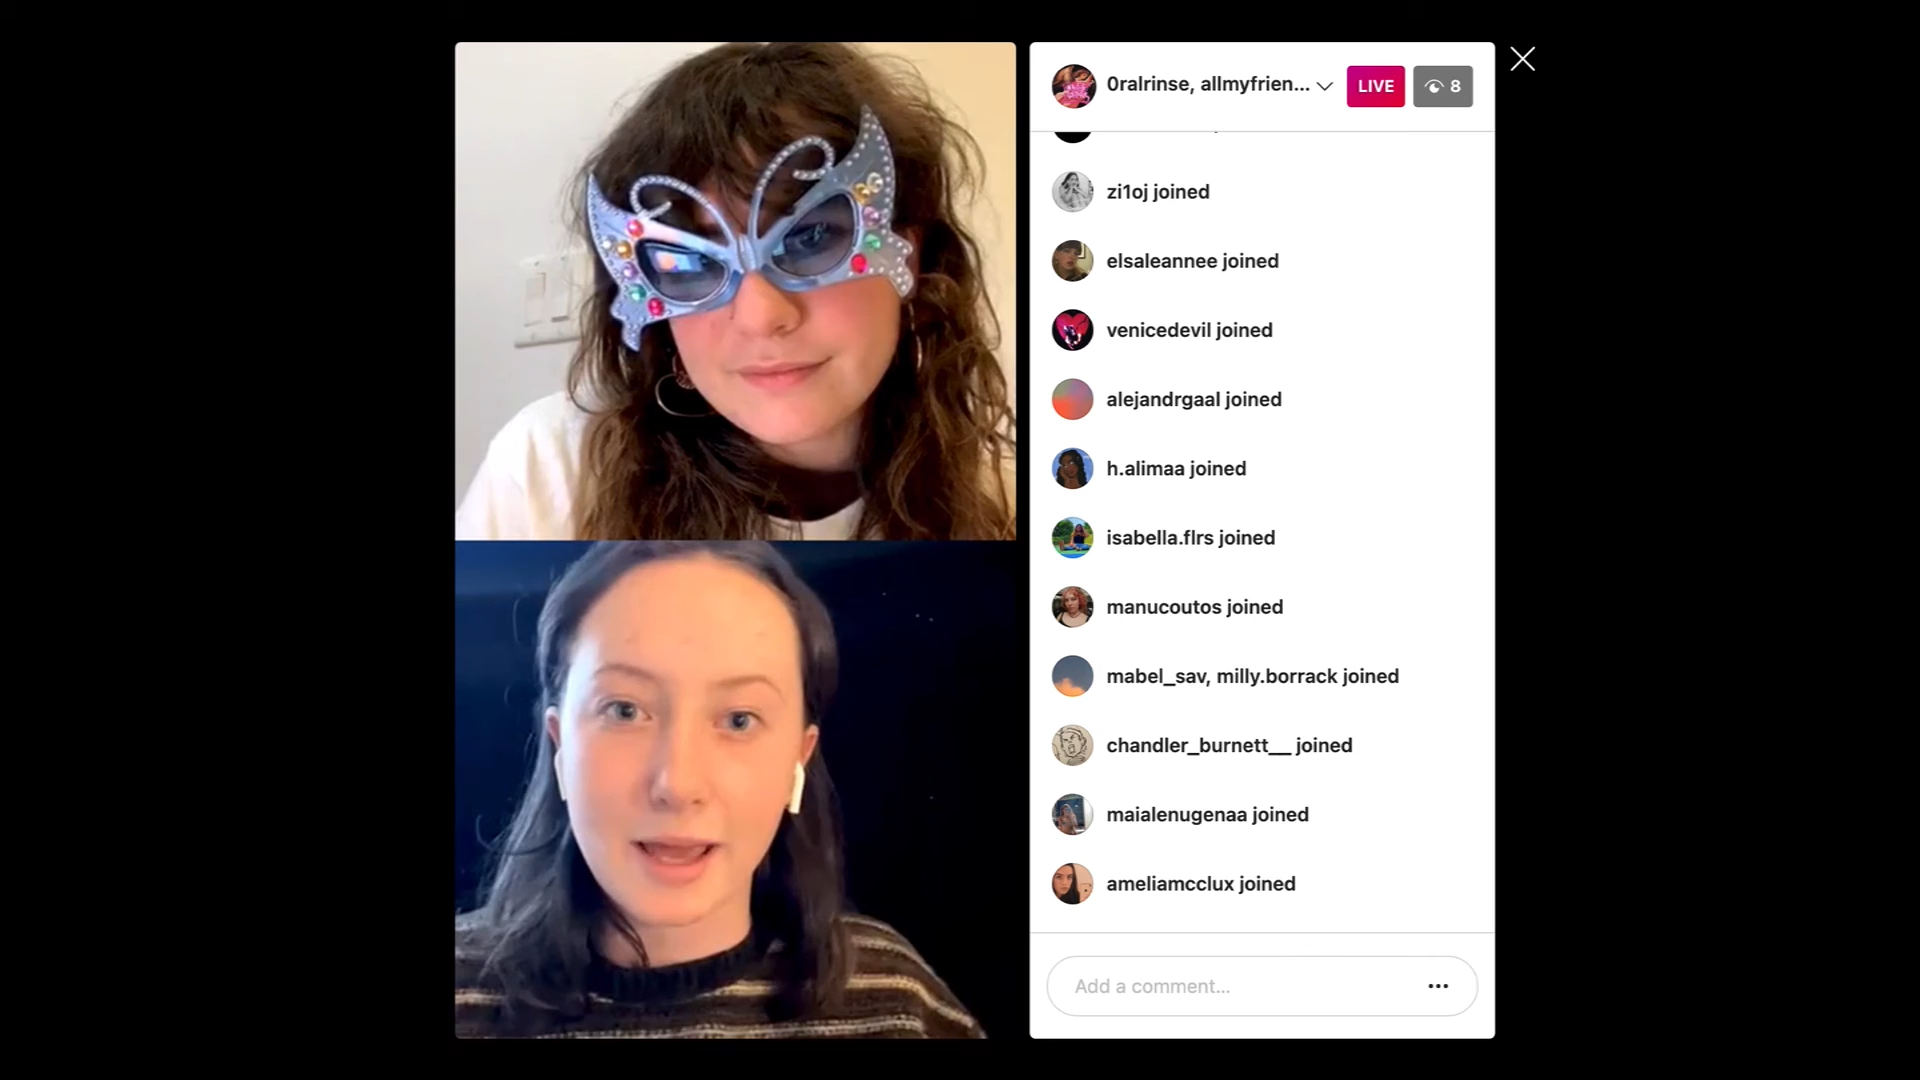 0ralrinse, allmyfrien...
LIVE
8
zi1oj joined
elsaleannee joined
venicedevil joined
alejandrgaal joined
h.alimaa joined
isabella.flrs joined
manucoutos joined
mabel_sav, milly.borrack joined
chandler_burnett__ joined
maialenugenaa joined
ameliamcclux joined
Add a comment...